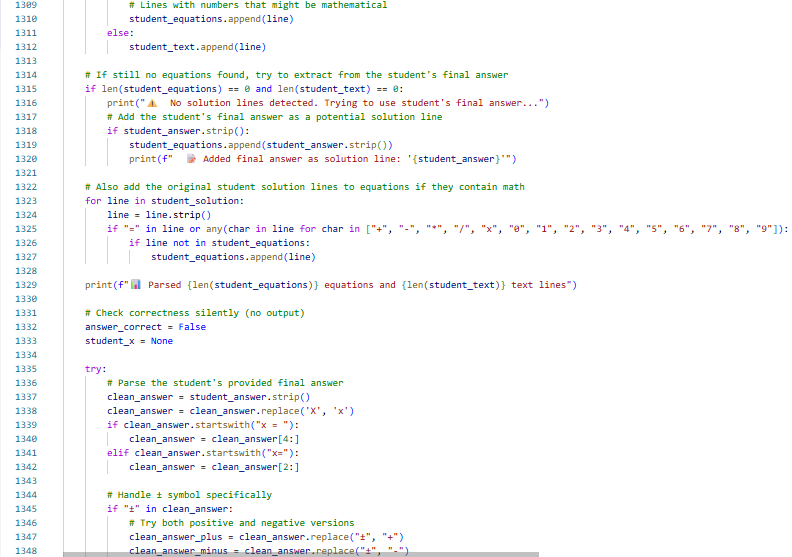 1309 # Lines with numbers that might be mathematical
1310 student_equations.append(line)
1311 else:
1312 student_text.append(line)
1313
1314 # If still no equations found, try to extract from the student's final answer
1315 if len(student_equations) == 0 and len(student_text) == 0:
1316 print("⚠️  No solution lines detected. Trying to use student's final answer...")
1317 # Add the student's final answer as a potential solution line
1318 if student_answer.strip():
1319 student_equations.append(student_answer.strip())
1320 print(f"  📝 Added final answer as solution line: '{student_answer}'")
1321
1322 # Also add the original student solution lines to equations if they contain math
1323 for line in student_solution:
1324 line = line.strip()
1325 if "=" in line or any(char in line for char in ["+", "-", "*", "/", "x", "0", "1", "2", "3", "4", "5", "6", "7", "8", "9"]):
1326 if line not in student_equations:
1327 student_equations.append(line)
1328
1329 print(f"📊 Parsed {len(student_equations)} equations and {len(student_text)} text lines")
1330
1331 # Check correctness silently (no output)
1332 answer_correct = False
1333 student_x = None
1334
1335 try:
1336 # Parse the student's provided final answer
1337 clean_answer = student_answer.strip()
1338 clean_answer = clean_answer.replace('X', 'x')
1339 if clean_answer.startswith("x = "):
1340 clean_answer = clean_answer[4:]
1341 elif clean_answer.startswith("x="):
1342 clean_answer = clean_answer[2:]
1343
1344 # Handle ± symbol specifically
1345 if "±" in clean_answer:
1346 # Try both positive and negative versions
1347 clean_answer_plus = clean_answer.replace("±", "+")
1348 clean_answer_minus = clean_answer.replace("±", "-")